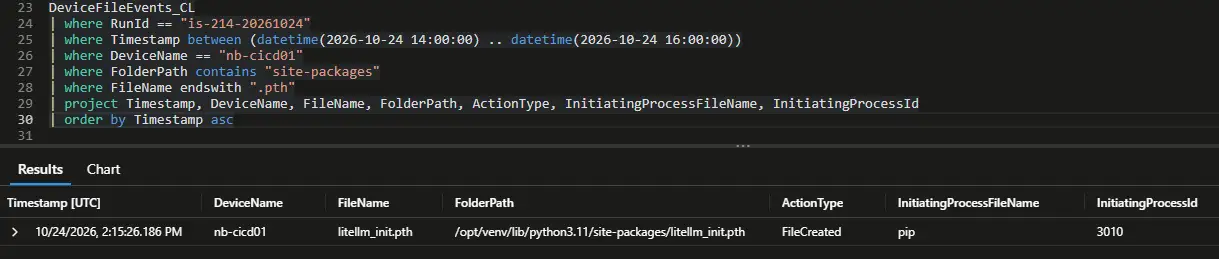 23 DeviceFileEvents_CL
24 | where RunId == "is-214-20261024"
25 | where Timestamp between (datetime(2026-10-24 14:00:00) .. datetime(2026-10-24 16:00:00))
26 | where DeviceName == "nb-cicd01"
27 | where FolderPath contains "site-packages"
28 | where FileName endswith ".pth"
29 | project Timestamp, DeviceName, FileName, FolderPath, ActionType, InitiatingProcessFileName, InitiatingProcessId
30 | order by Timestamp asc
31
Results Chart
Timestamp [UTC] DeviceName FileName FolderPath ActionType InitiatingProcessFileName InitiatingProcessId
10/24/2026, 2:15:26.186 PM nb-cicd01 litellm_init.pth /opt/venv/lib/python3.11/site-packages/litellm_init.pth FileCreated pip 3010